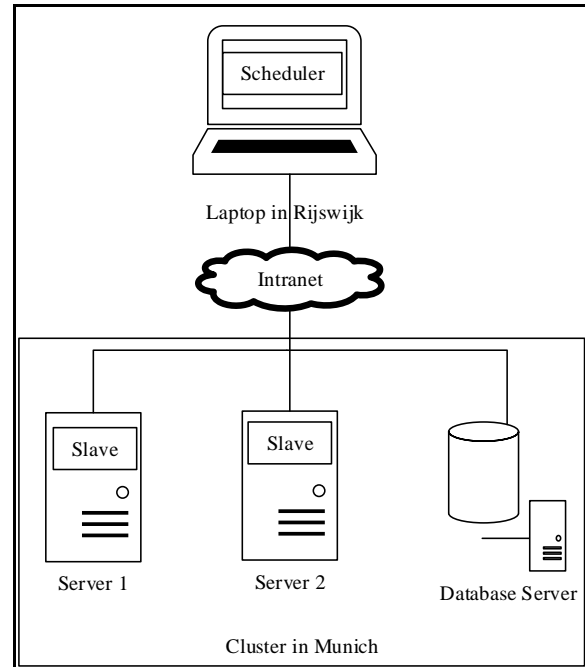 Scheduler
Laptop in Rijswijk
Intranet
Slave
Slave
Server 1
Server 2
Database Server
Cluster in Munich